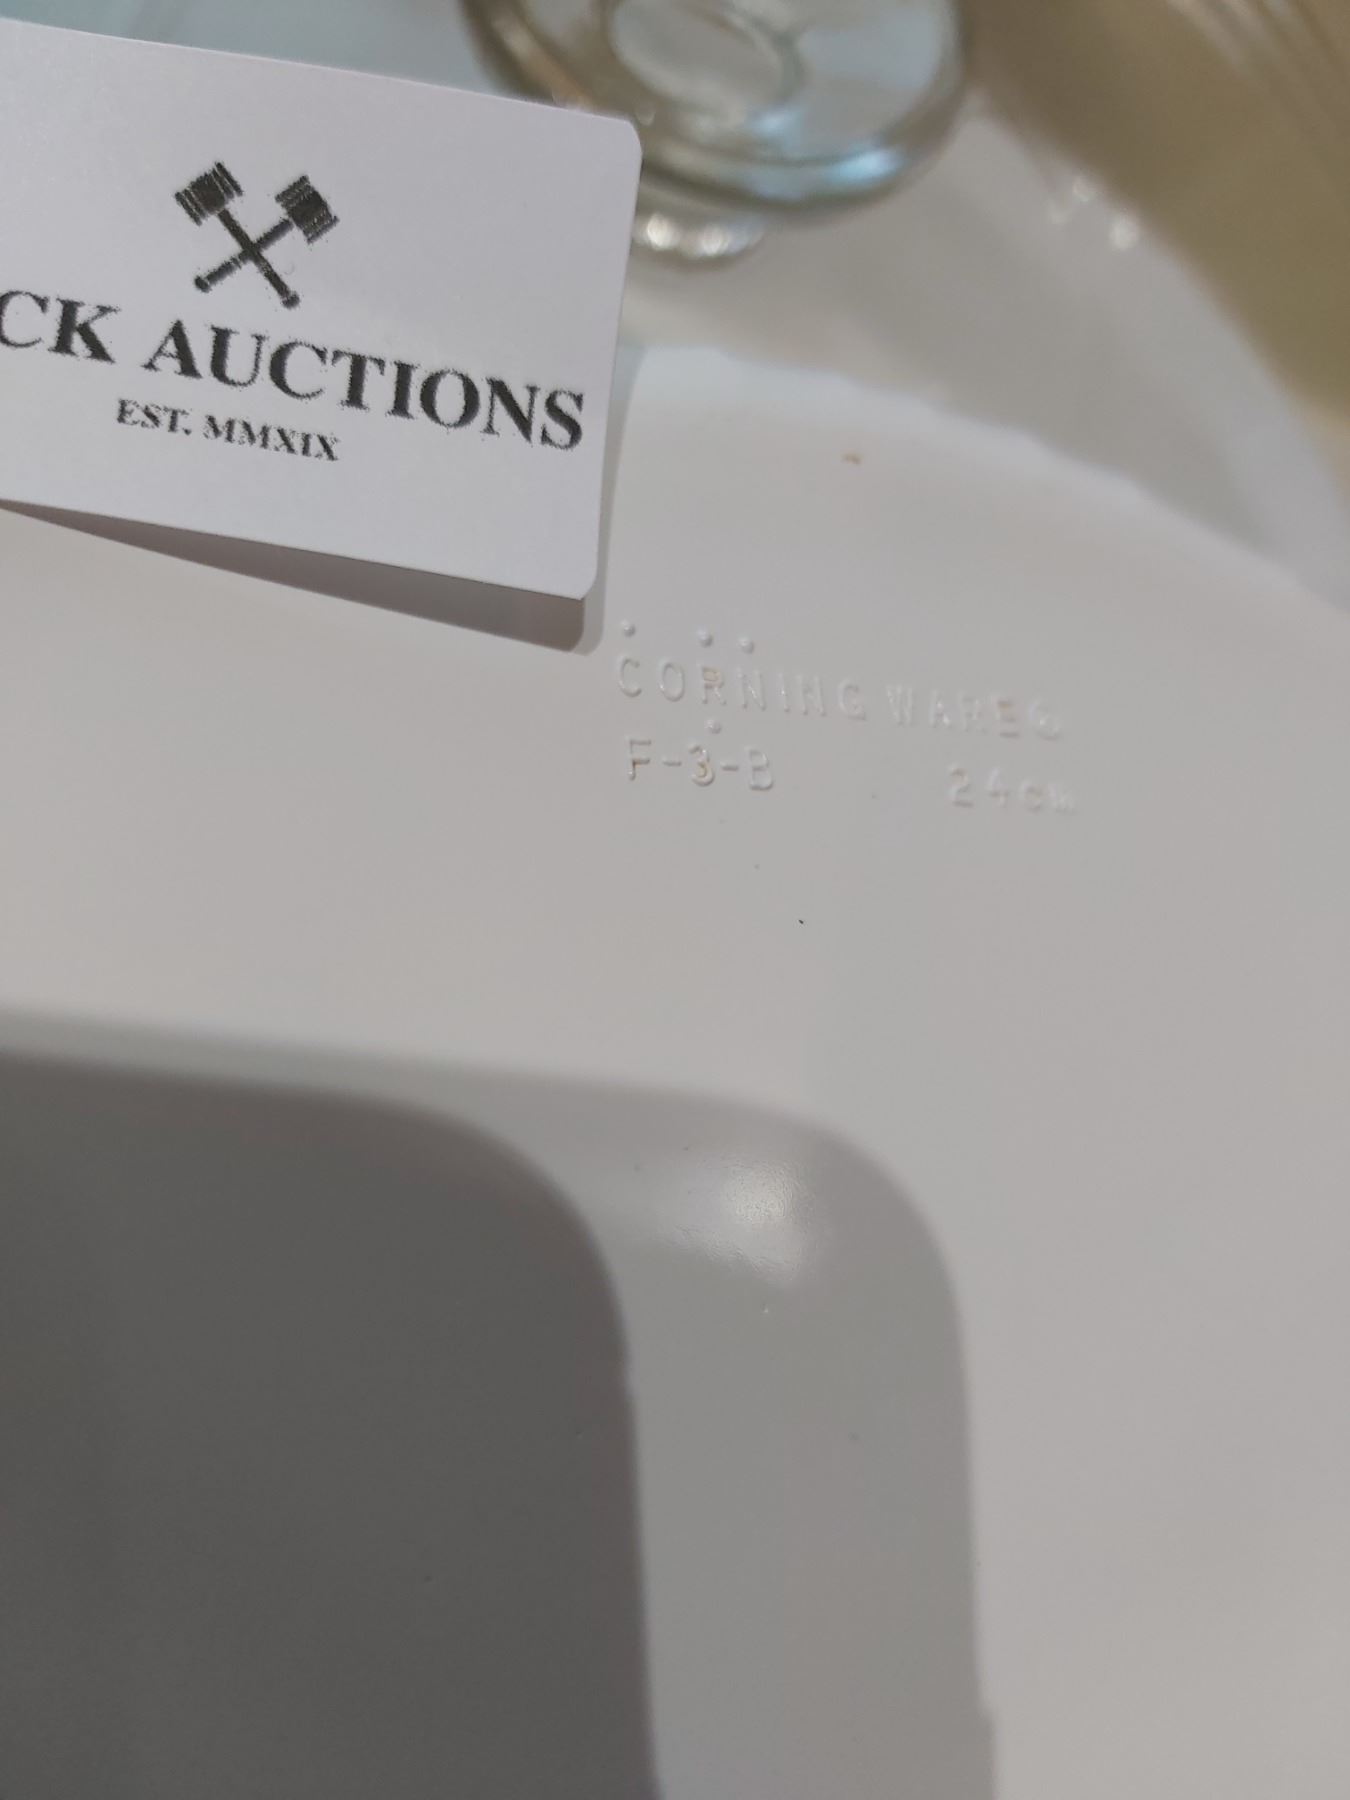 CK AUCTIONS
EST. MMXIX
CORNING WARE®
F-3-B 24cm